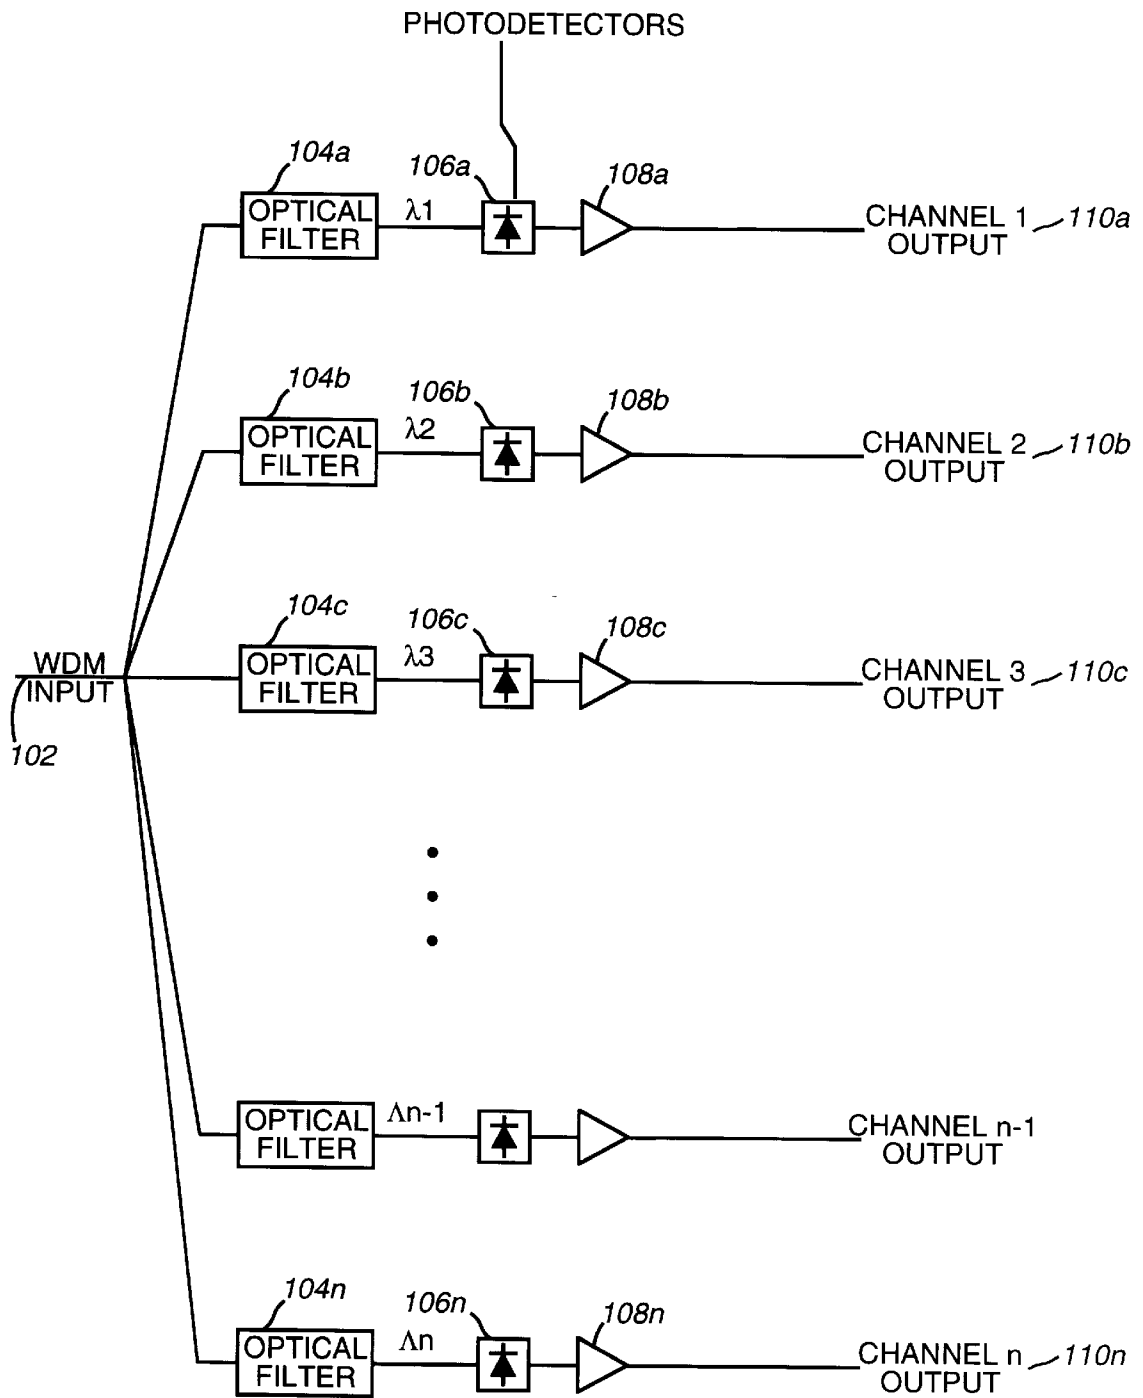 PHOTODETECTORS
104a
106a
108a
OPTICAL
FILTER
λ1
CHANNEL 1
OUTPUT
110a
104b
106b
108b
OPTICAL
FILTER
λ2
CHANNEL 2
OUTPUT
110b
104c
106c
108c
WDM
INPUT
102
OPTICAL
FILTER
λ3
CHANNEL 3
OUTPUT
110c
OPTICAL
FILTER
Λn-1
CHANNEL n-1
OUTPUT
104n
106n
108n
OPTICAL
FILTER
Λn
CHANNEL n
OUTPUT
110n